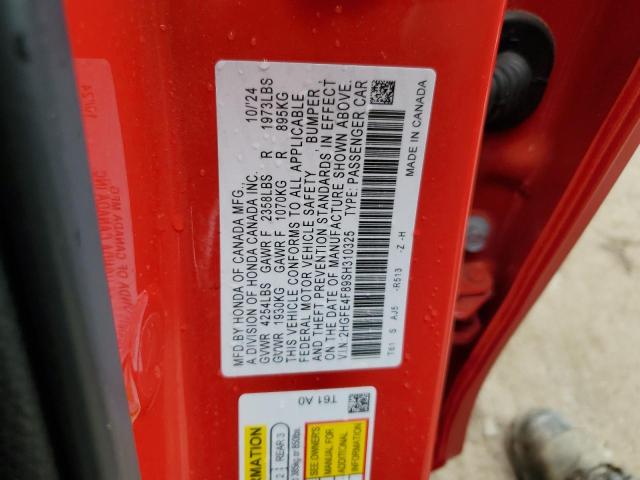 MFD.BY HONDA OF CANADA MFG., 10/'24
A DIVISION OF HONDA CANADA INC.
GVWR 4254LBS GAWR F 2358LBS R 1973LBS
GVWR 1930KG GAWR F 1070KG R 895KG
THIS VEHICLE CONFORMS TO ALL APPLICABLE
FEDERAL MOTOR VEHICLE SAFETY BUMPER
AND THEFT PREVENTION STANDARDS IN EFFECT
ON THE DATE OF MANUFACTURE SHOWN ABOVE.
V.I.N. 2HGFE4F89SH310325 TYPE: PASSENGER CAR
T61 S AJ5 -R513 -Z -H
MADE IN CANADA
T61 A0
REAR 3
SEE OWNER'S
MANUAL FOR
ADDITIONAL
INFORMATION